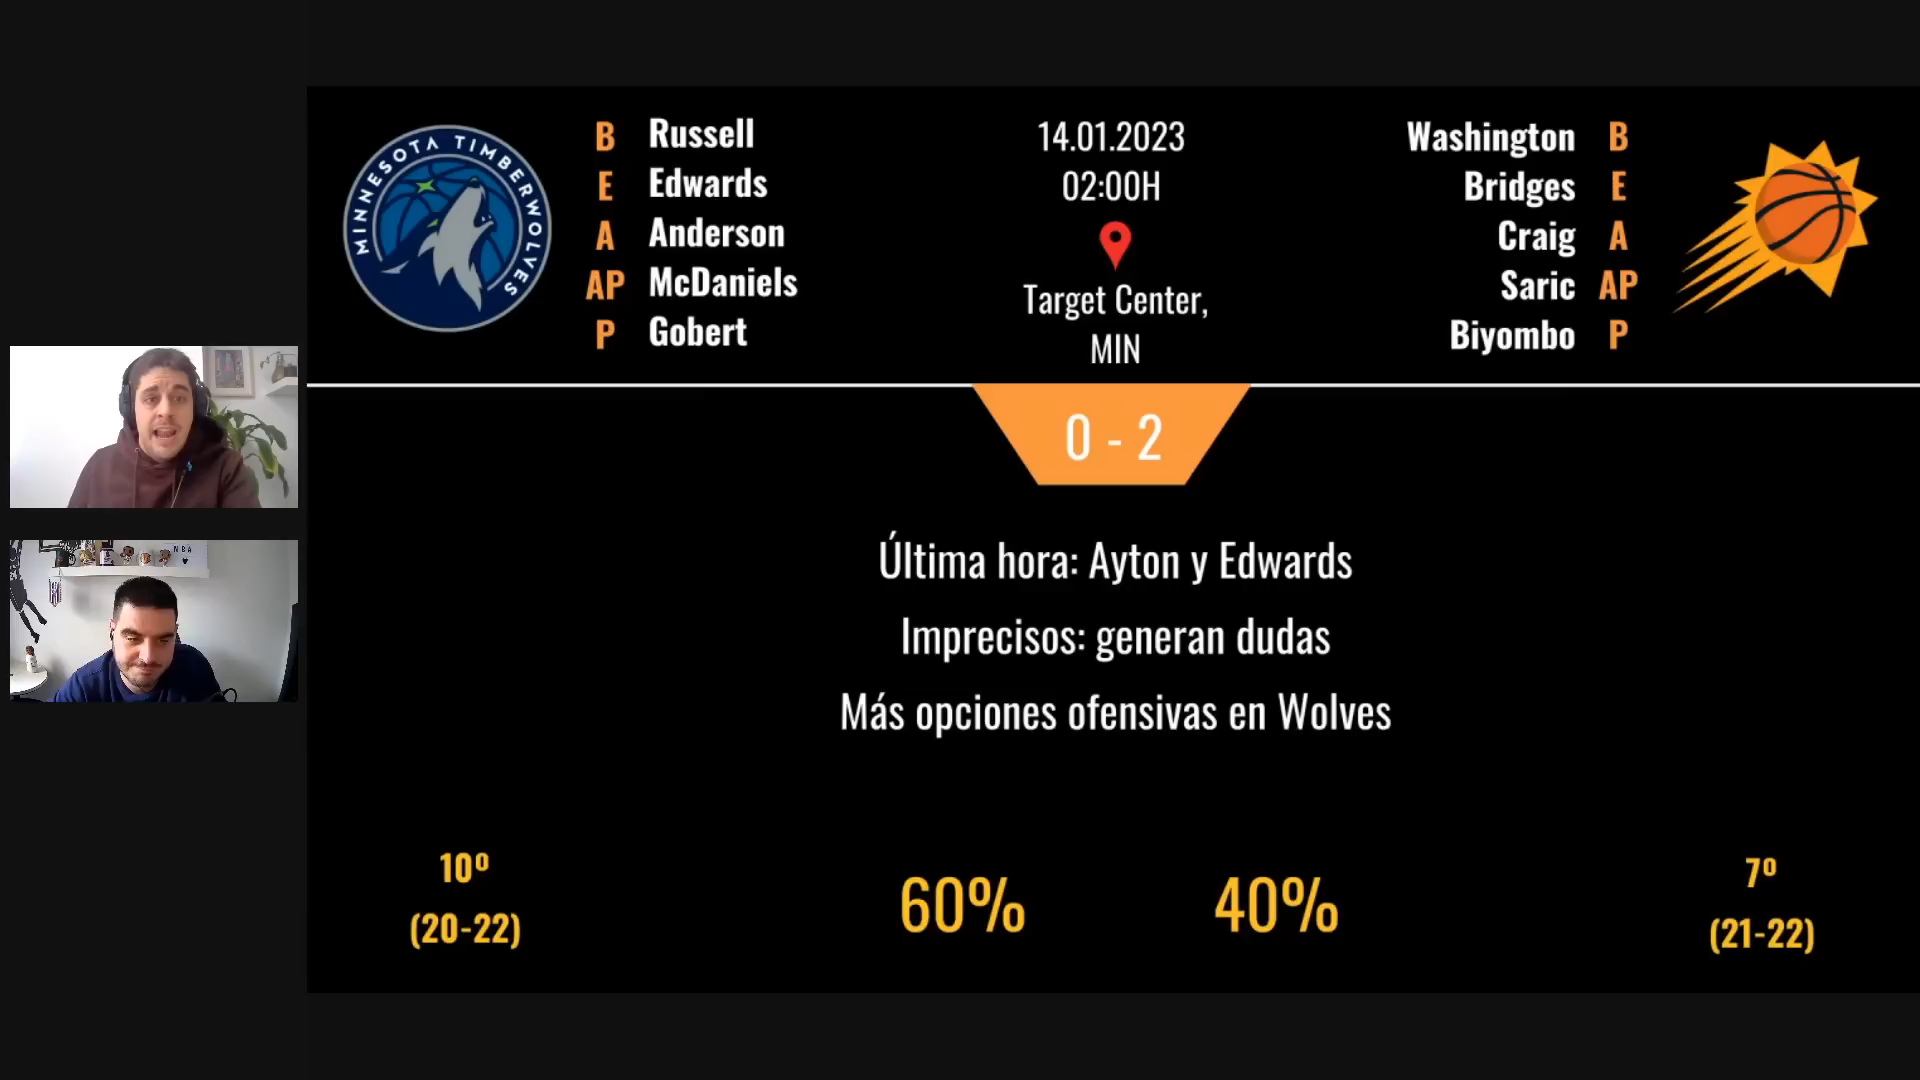 MINNESOTA TIMBERWOLVES
B Russell
E Edwards
A Anderson
AP McDaniels
P Gobert
14.01.2023
02:00H
Target Center,
MIN
Washington B
Bridges E
Craig A
Saric AP
Biyombo P
0 - 2
Última hora: Ayton y Edwards
Imprecisos: generan dudas
Más opciones ofensivas en Wolves
10º
(20-22)
60%
40%
7º
(21-22)
NBA